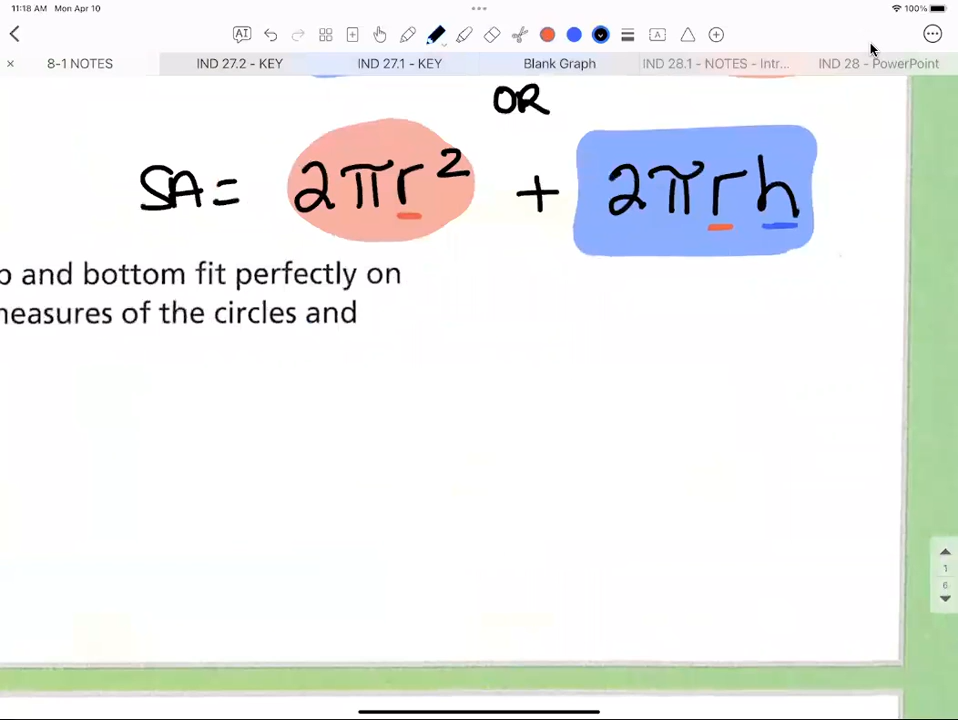 11:18 AM Mon Apr 10
100%
AI
A
× 8-1 NOTES IND 27.2 - KEY IND 27.1 - KEY Blank Graph IND 28.1 - NOTES - Intr... IND 28 - PowerPoint
OR
SA = 2πr² + 2πrh
and bottom fit perfectly on
measures of the circles and
1
6